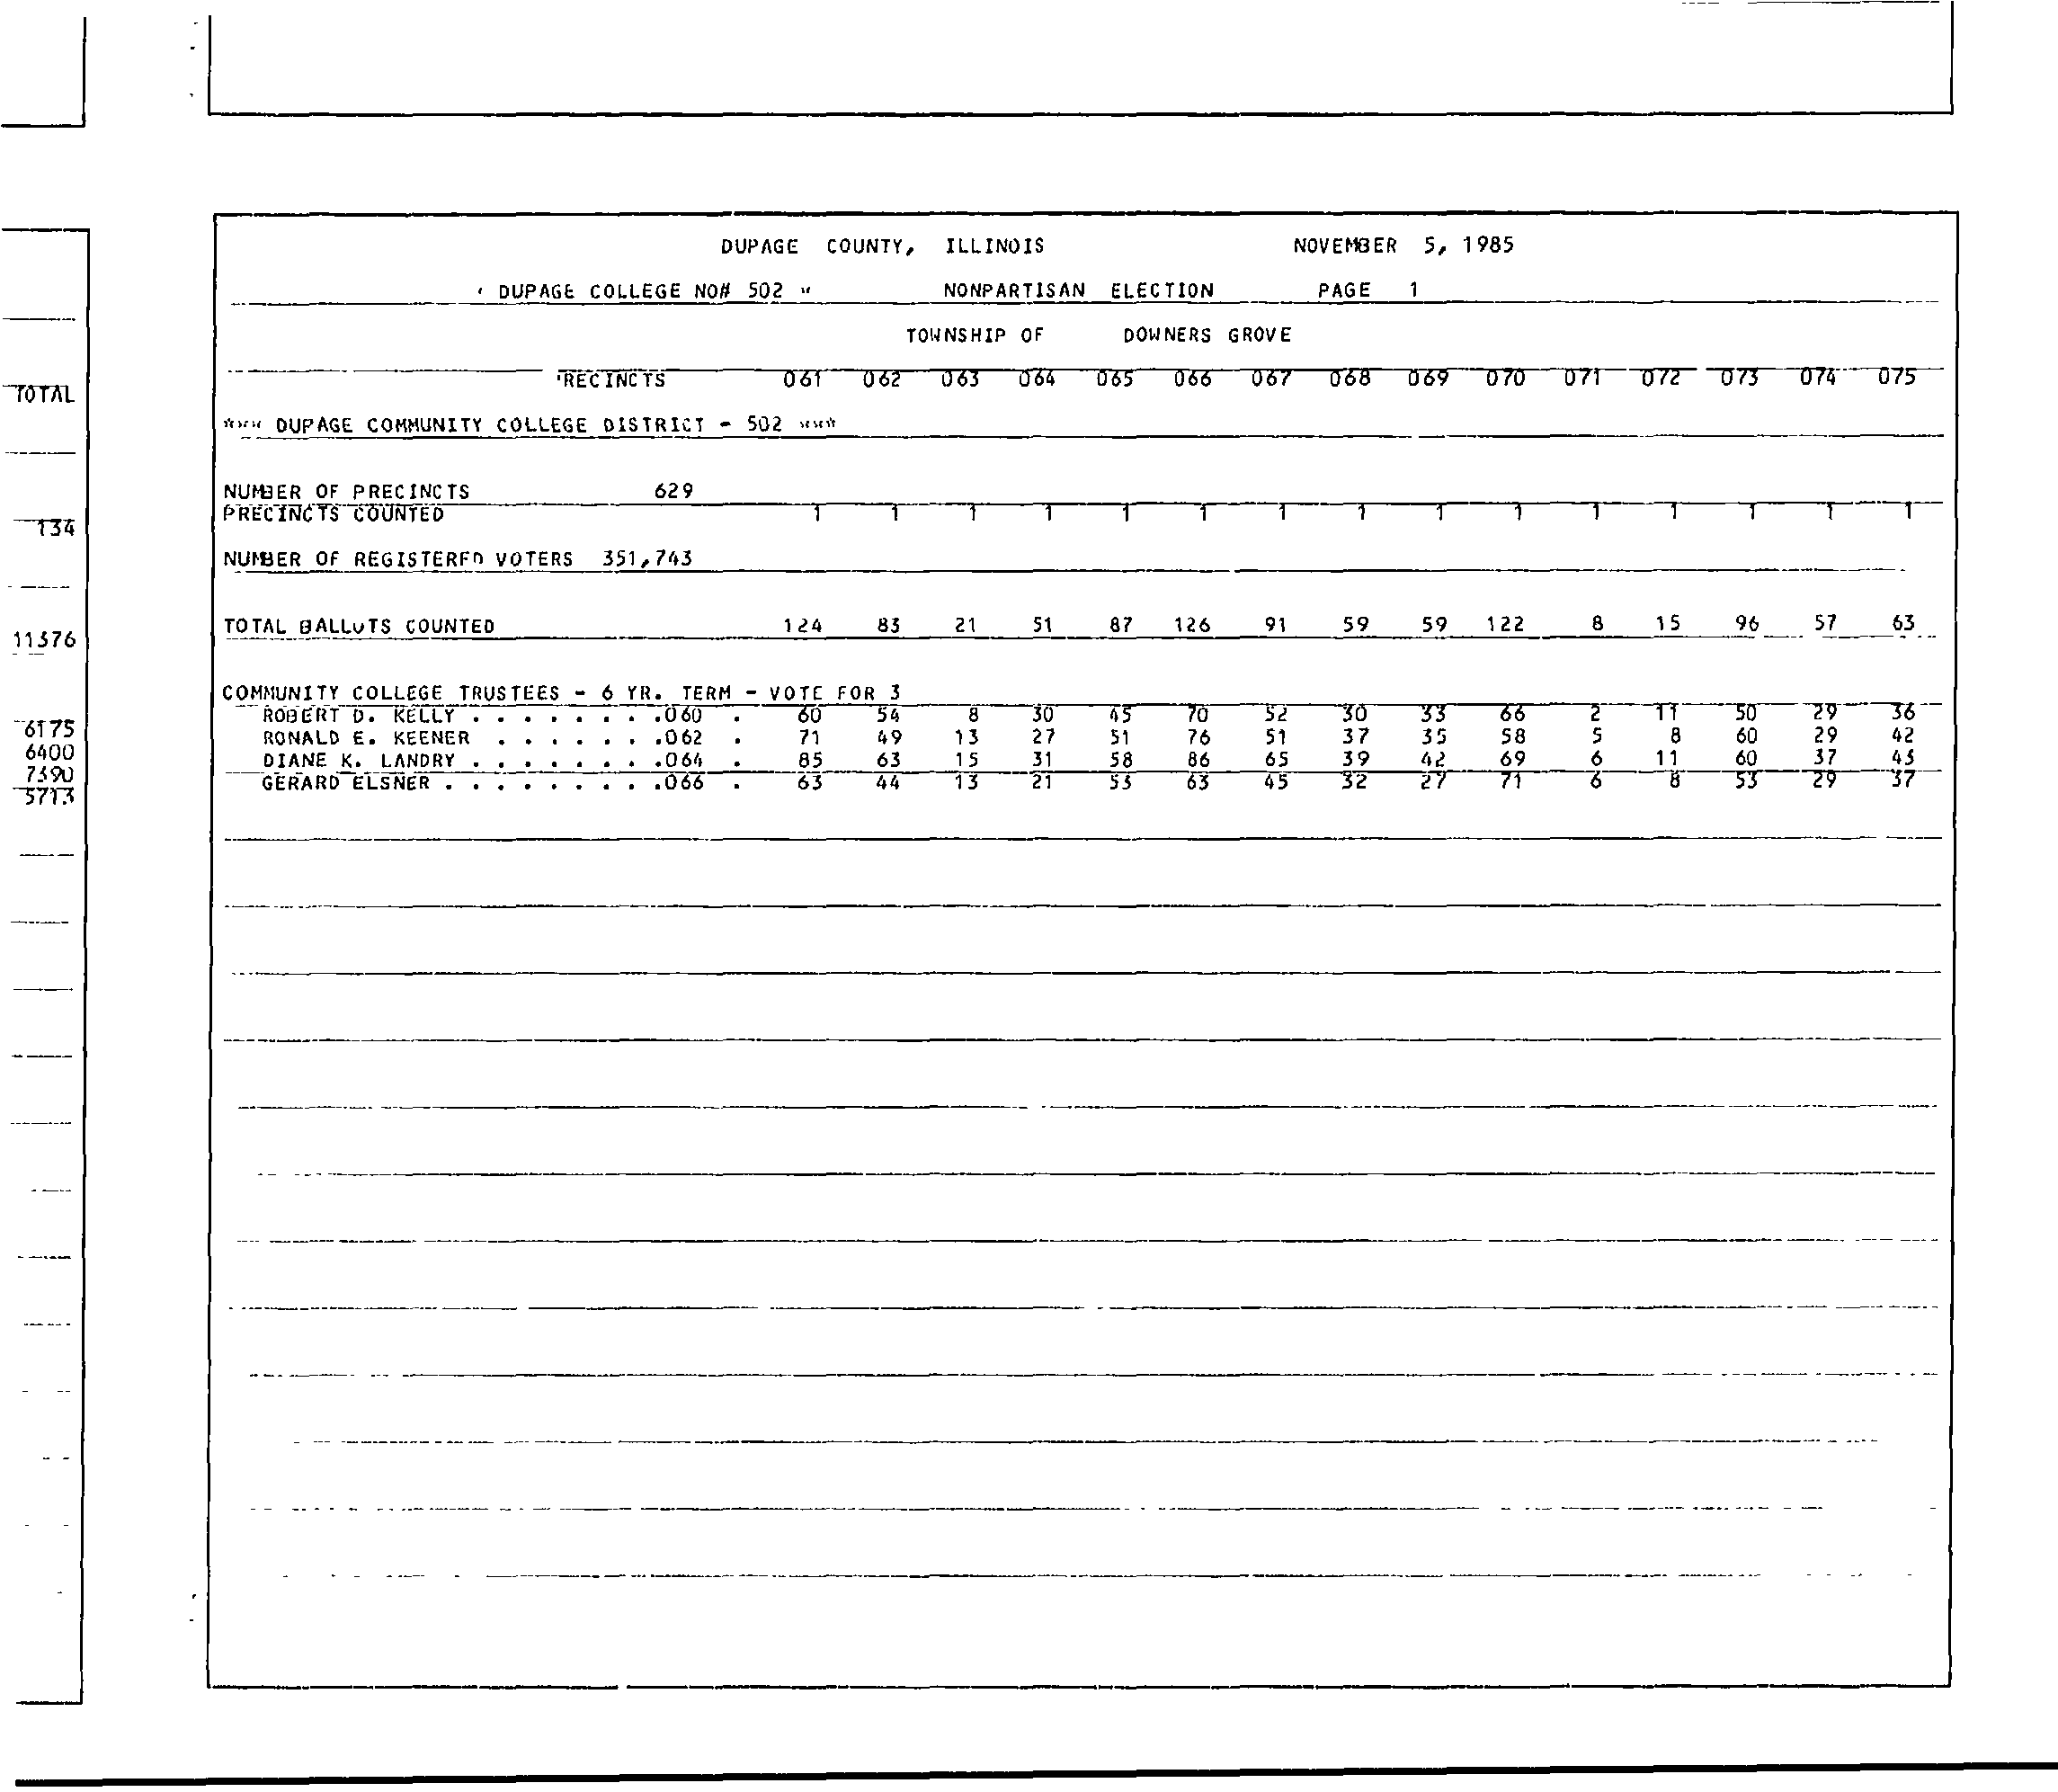 TOTAL
134
11376
6175
6400
7390
5713
DUPAGE COUNTY, ILLINOIS NOVEMBER 5, 1985
DUPAGE COLLEGE NO# 502 NONPARTISAN ELECTION PAGE 1
TOWNSHIP OF DOWNERS GROVE
RECINCTS 061 062 063 064 065 066 067 068 069 070 071 072 073 074 075
*** DUPAGE COMMUNITY COLLEGE DISTRICT - 502 ***
NUMBER OF PRECINCTS 629
PRECINCTS COUNTED 1 1 1 1 1 1 1 1 1 1 1 1 1 1 1
NUMBER OF REGISTERED VOTERS 351,743
TOTAL BALLOTS COUNTED 124 83 21 51 87 126 91 59 59 122 8 15 96 57 63
COMMUNITY COLLEGE TRUSTEES - 6 YR. TERM - VOTE FOR 3
ROBERT D. KELLY . . . . . . . .060 . 60 54 8 30 45 70 52 30 33 66 2 11 50 29 36
RONALD E. KEENER . . . . . . .062 . 71 49 13 27 51 76 51 37 35 58 5 8 60 29 42
DIANE K. LANDRY . . . . . . . .064 . 85 63 15 31 58 86 65 39 42 69 6 11 60 37 43
GERARD ELSNER . . . . . . . . .066 . 63 44 13 21 53 63 45 32 27 71 6 8 53 29 37